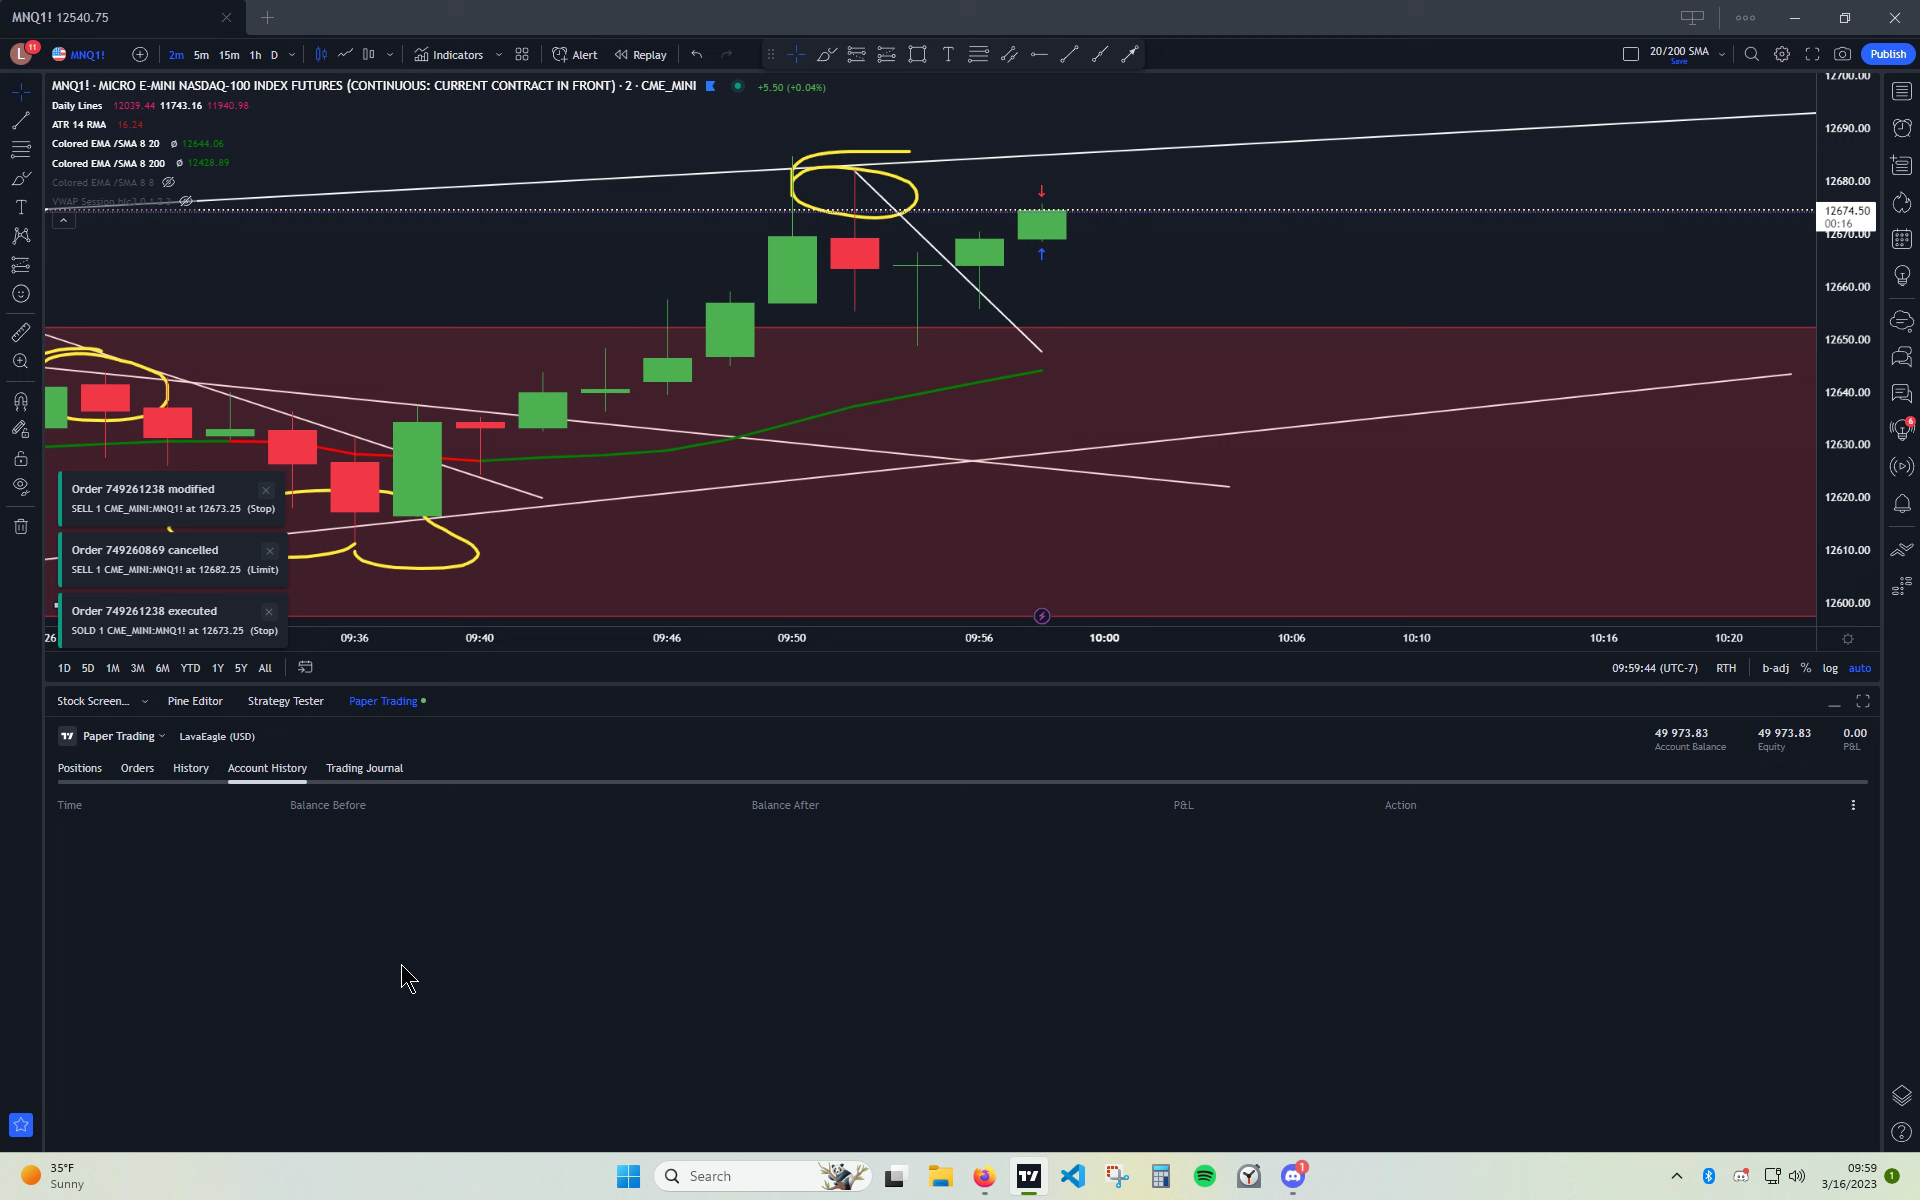 MNQ1! 12540.75
L 11 MNQ1! 2m 5m 15m 1h D Indicators Alert Replay 20/200 SMA Save Publish
MNQ1! · MICRO E-MINI NASDAQ-100 INDEX FUTURES (CONTINUOUS: CURRENT CONTRACT IN FRONT) · 2 · CME_MINI +5.50 (+0.04%)
Daily Lines 12039.44 11743.16 11940.98
ATR 14 RMA 16.24
Colored EMA /SMA 8 20 Ø 12644.06
Colored EMA /SMA 8 200 Ø 12428.89
Colored EMA /SMA 8 8
VWAP Session
12700.00
12690.00
12680.00
12674.50
00:16
12670.00
12660.00
12650.00
12640.00
12630.00
12620.00
12610.00
12600.00
Order 749261238 modified
SELL 1 CME_MINI:MNQ1! at 12673.25 (Stop)
Order 749260869 cancelled
SELL 1 CME_MINI:MNQ1! at 12682.25 (Limit)
Order 749261238 executed
SOLD 1 CME_MINI:MNQ1! at 12673.25 (Stop)
26 09:36 09:40 09:46 09:50 09:56 10:00 10:06 10:10 10:16 10:20
1D 5D 1M 3M 6M YTD 1Y 5Y All 09:59:44 (UTC-7) RTH b-adj % log auto
Stock Screen... Pine Editor Strategy Tester Paper Trading
Paper Trading LavaEagle (USD)
49 973.83 49 973.83 0.00
Account Balance Equity P&L
Positions Orders History Account History Trading Journal
Time Balance Before Balance After P&L Action
6
35°F
Sunny
Search
1
09:59
3/16/2023
1